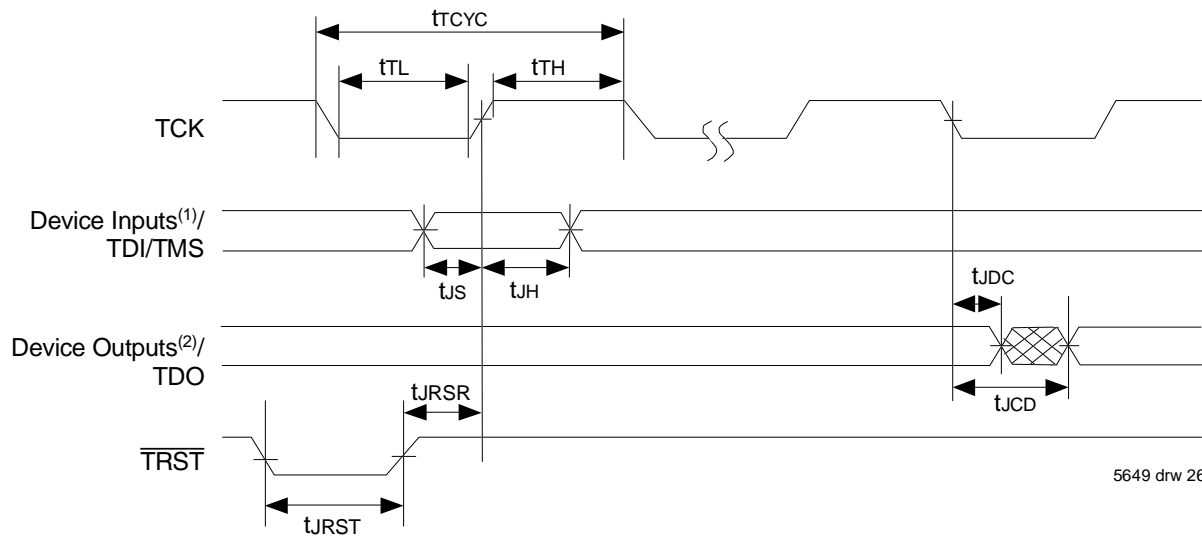 tTCYC
tTL
tTH
TCK
Device Inputs(1)/
TDI/TMS
tJS
tJH
tJDC
Device Outputs(2)/
TDO
tJRSR
tJCD
TRST
5649 drw 26
tJRST